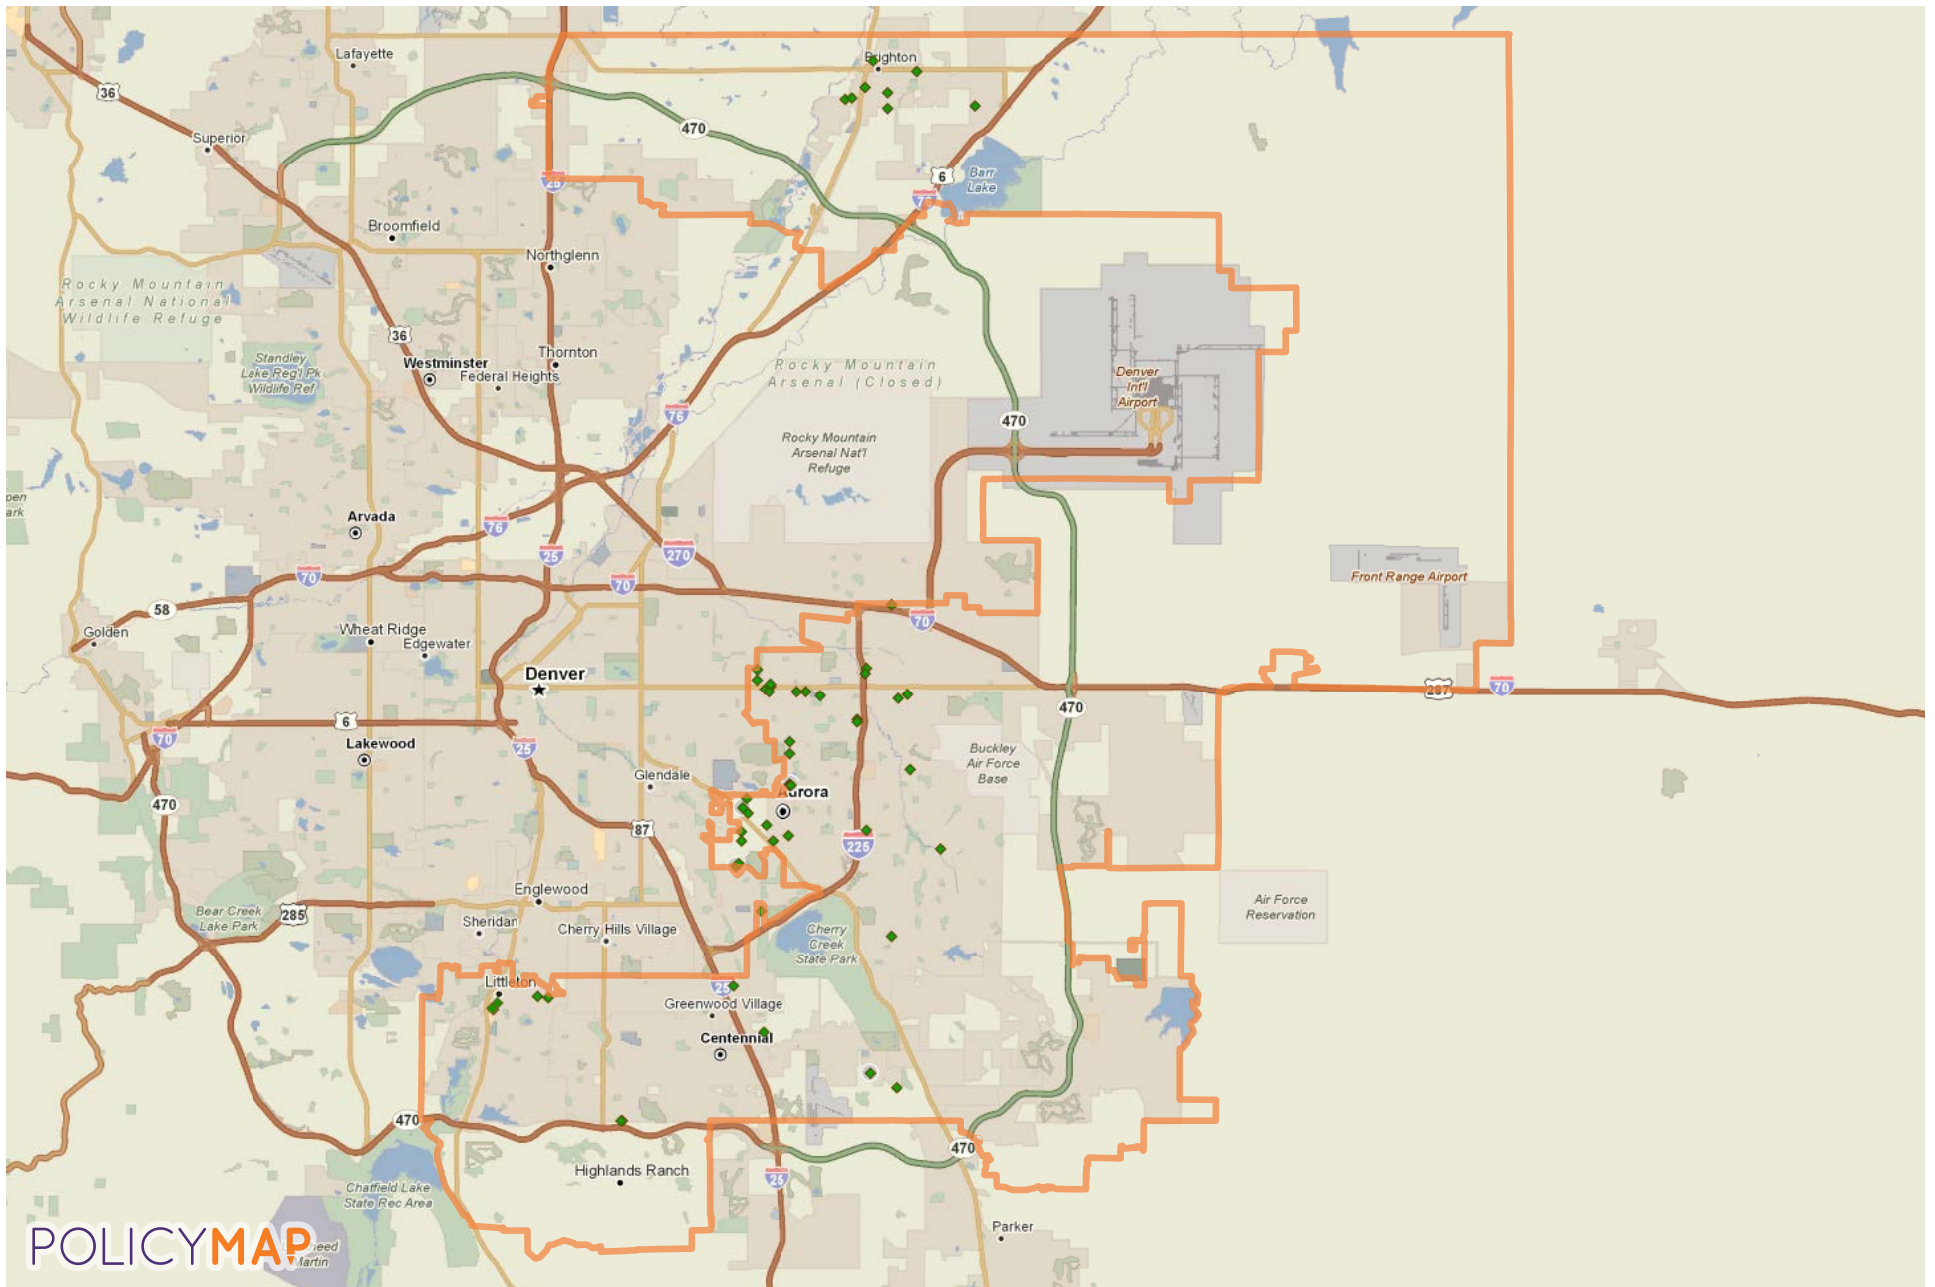 Lafayette
Brighton
36
Superior
470
6
Barr
Lake
25
76
Broomfield
Northglenn
Rocky Mountain
Arsenal National
Wildlife Refuge
36
Thornton
Westminster
Federal Heights
Standley
Lake Reg'l Pk
Wildlife Ref
Rocky Mountain
Arsenal (Closed)
Denver
Int'l
Airport
76
470
Rocky Mountain
Arsenal Nat'l
Refuge
Arvada
76
25
270
70
70
Front Range Airport
58
70
Golden
Wheat Ridge
Edgewater
Denver
287
70
470
6
70
Lakewood
25
Glendale
Buckley
Air Force
Base
Aurora
470
87
225
Englewood
Air Force
Reservation
Bear Creek
Lake Park
285
Sheridan
Cherry Hills Village
Cherry
Creek
State Park
Littleton
25
Greenwood Village
Centennial
470
470
Highlands Ranch
25
Chatfield Lake
State Rec Area
Parker
POLICYMAP
Martin